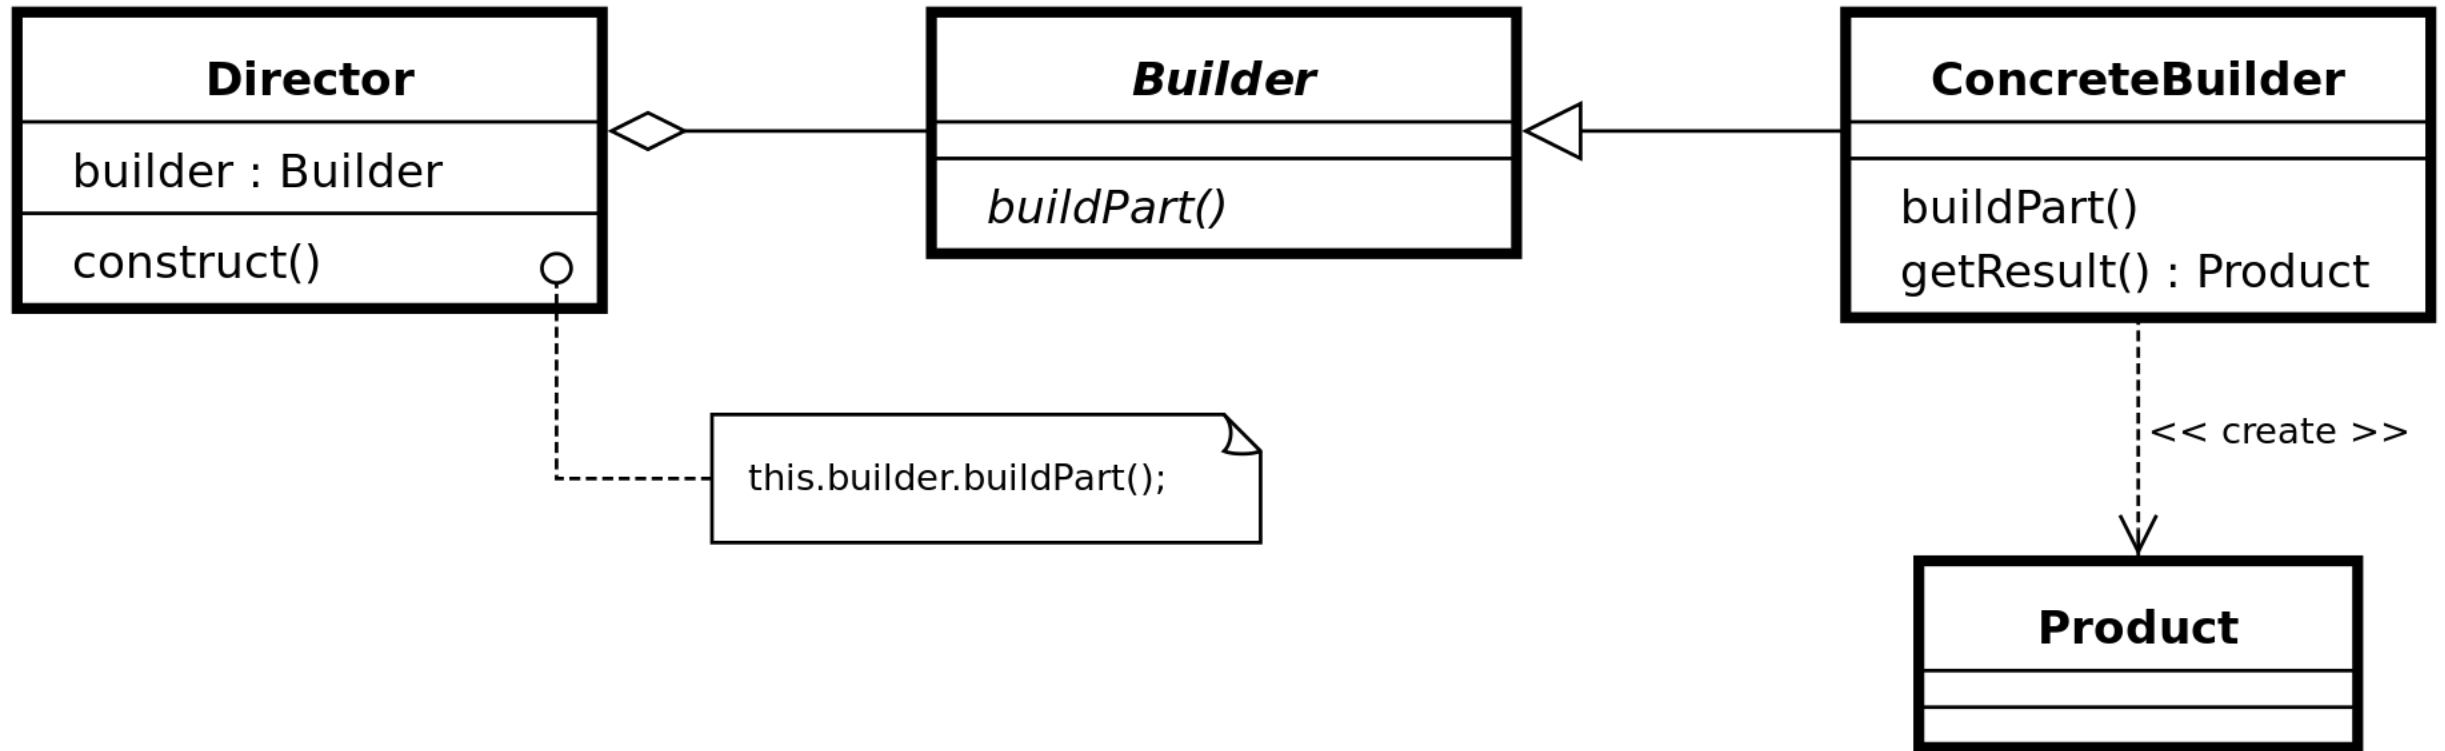 Director
builder : Builder
construct()
Builder
buildPart()
ConcreteBuilder
buildPart()
getResult() : Product
this.builder.buildPart();
<< create >>
Product